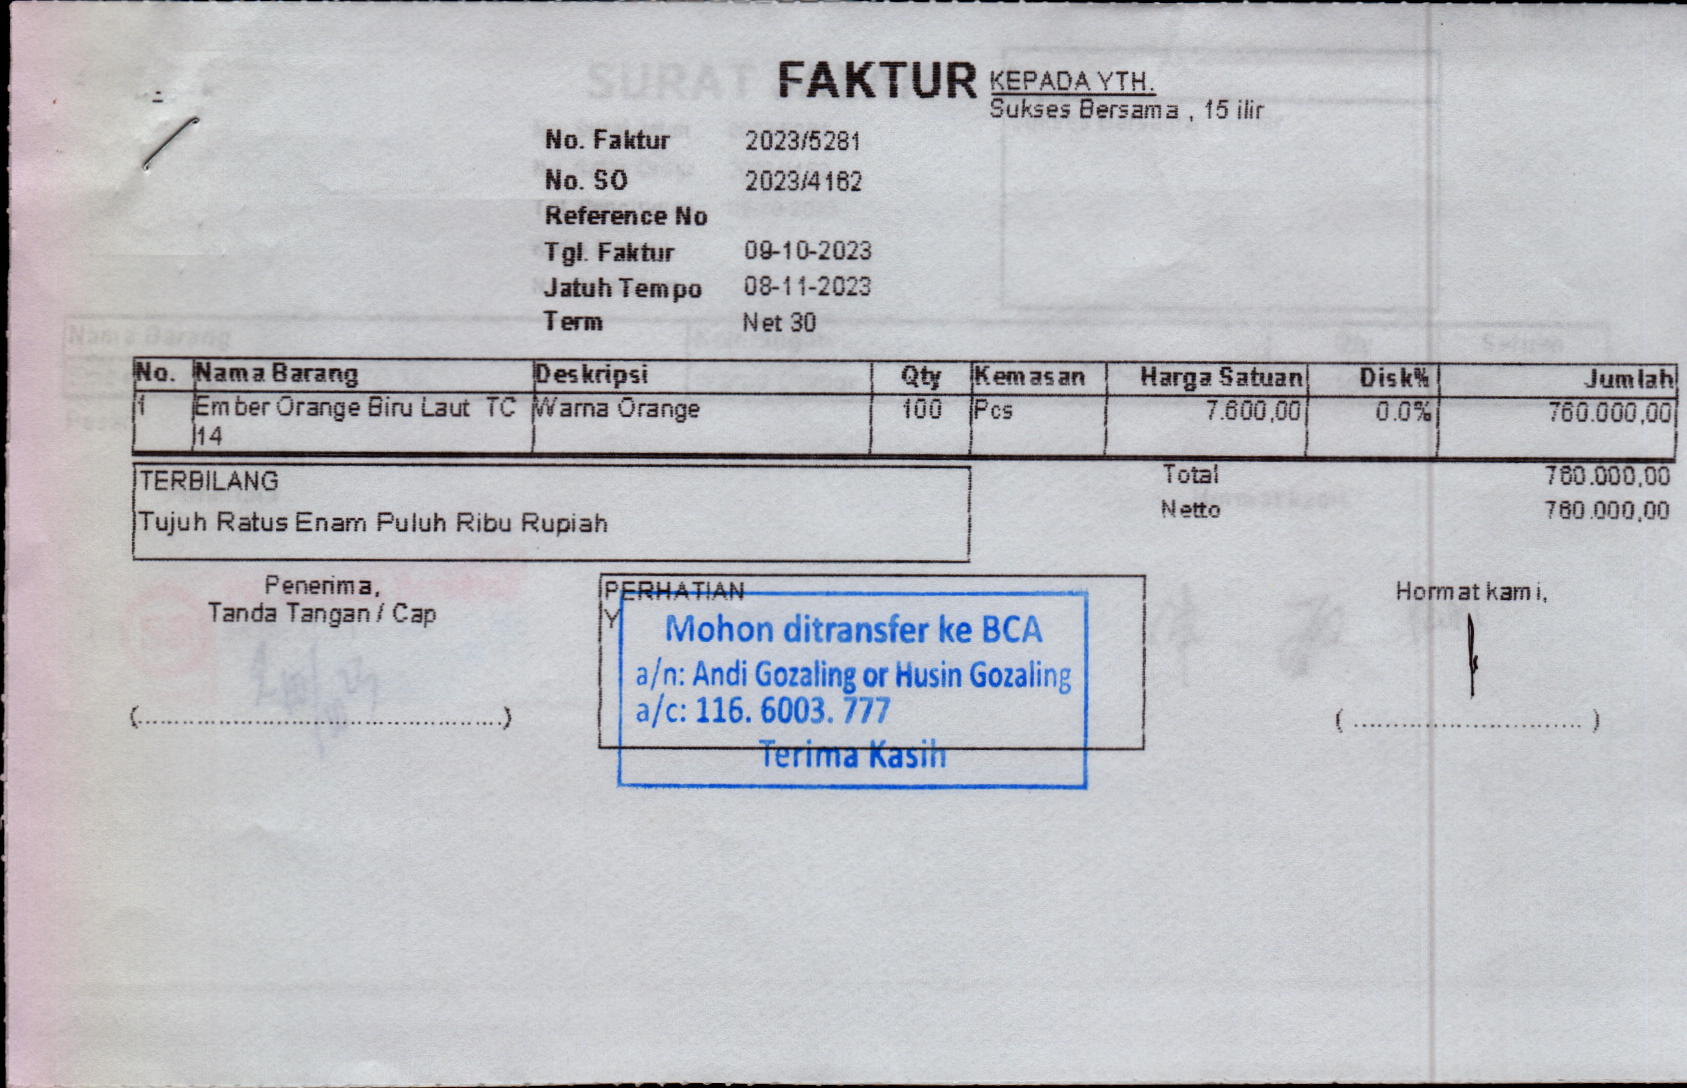 FAKTUR
KEPADA YTH.
Sukses Bersama , 15 ilir
No. Faktur 2023/5281
No. SO 2023/4162
Reference No
Tgl. Faktur 09-10-2023
Jatuh Tempo 08-11-2023
Term Net 30
No. Nama Barang Deskripsi Qty Kemasan Harga Satuan Disk% Jumlah
1 Ember Orange Biru Laut TC Warna Orange 100 Pcs 7.600,00 0.0% 760.000,00
14
TERBILANG
Tujuh Ratus Enam Puluh Ribu Rupiah
Total 760.000,00
Netto 760.000,00
Penerima,
Tanda Tangan / Cap
(................................................)
PERHATIAN
Y
Mohon ditransfer ke BCA
a/n: Andi Gozaling or Husin Gozaling
a/c: 116. 6003. 777
Terima Kasih
Hormat kami,
( ............................. )